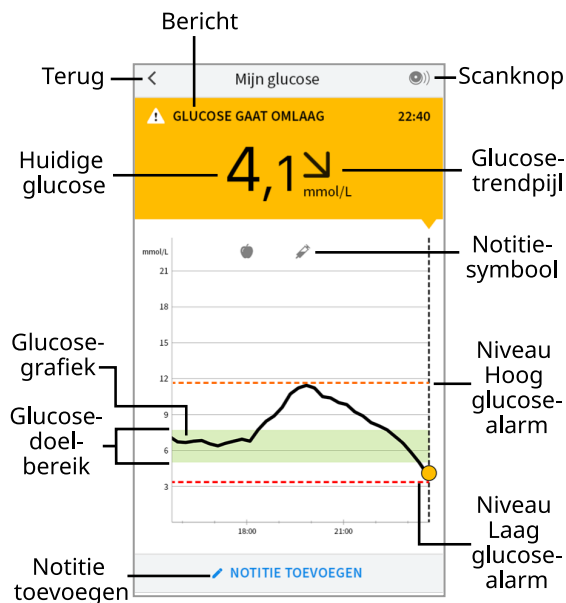 Bericht
Terug
Mijn glucose
Scanknop
GLUCOSE GAAT OMLAAG
22:40
Huidige
glucose
4,1
mmol/L
Glucose-
trendpijl
mmol/L
Notitie-
symbool
21
18
15
12
9
6
3
Glucose-
grafiek
Glucose-
doel-
bereik
Niveau
Hoog
glucose-
alarm
Niveau
Laag
glucose-
alarm
18:00
21:00
Notitie
toevoegen
NOTITIE TOEVOEGEN